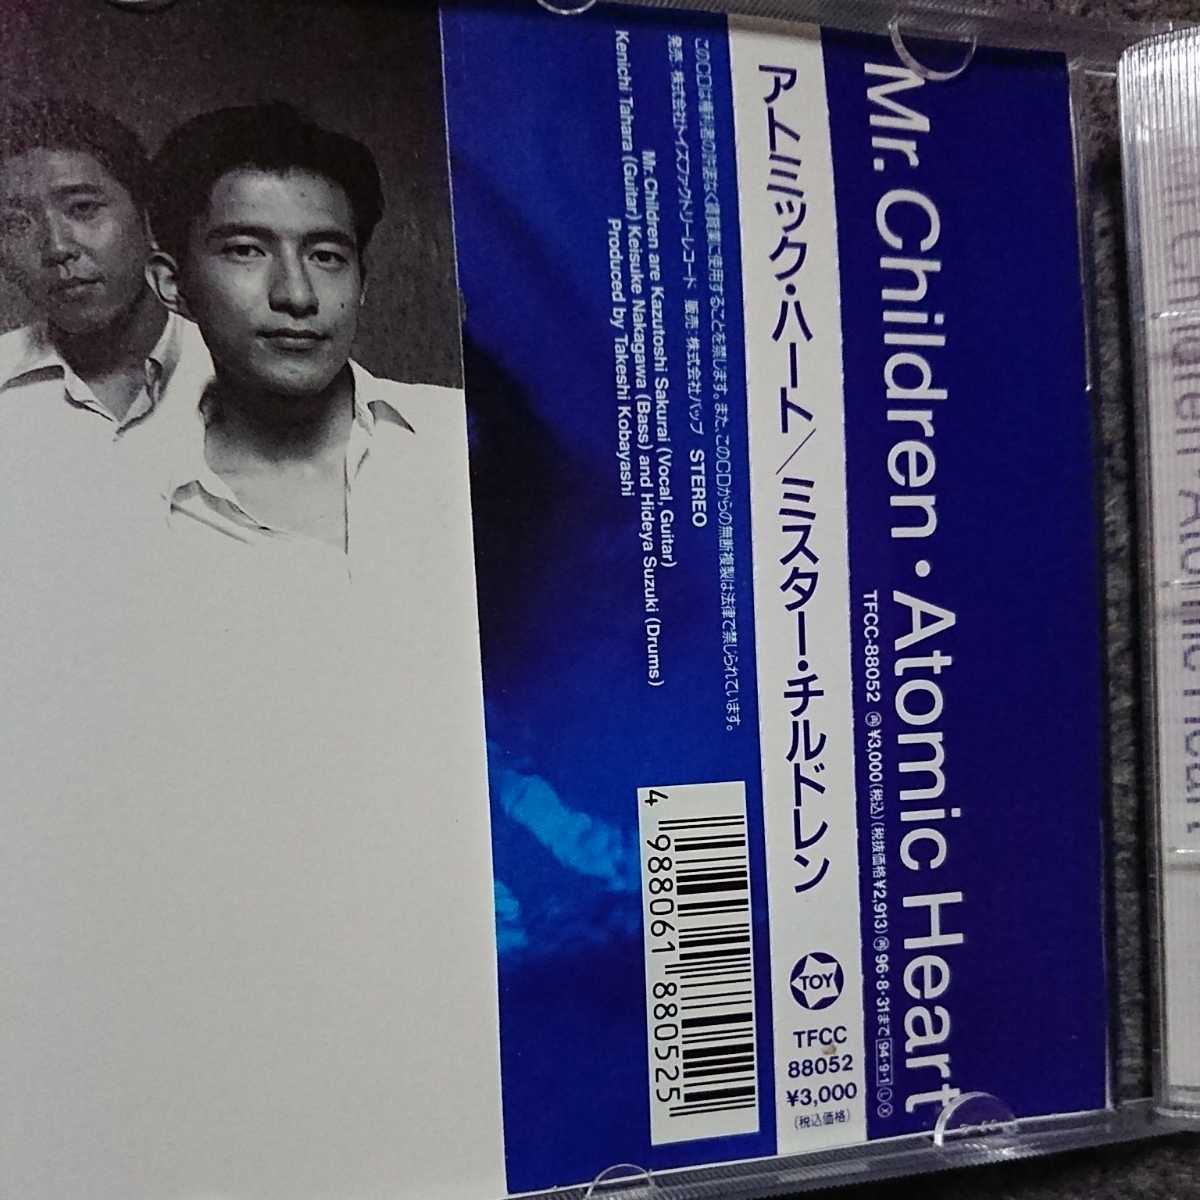 Mr. Children・Atomic Heart
TFCC-88052 ㊢¥3,000(税込)(税抜価格¥2,913)㊢96・8・31まで 94・9・1 Ⓛ Ⓧ
アトミック・ハート／ミスター・チルドレン
TOY
TFCC
88052
¥3,000
(税込価格)
このCDは権利者の許諾なく賃貸業に使用することを禁じます。また、このCDからの無断複製は法律で禁じられています。
発売:株式会社トイズファクトリーレコード 販売:株式会社バップ STEREO
Mr.Children are Kazutoshi Sakurai (Vocal, Guitar)
Kenichi Tahara (Guitar) Keisuke Nakagawa (Bass) and Hideya Suzuki (Drums)
Produced by Takeshi Kobayashi
4 988061 880525